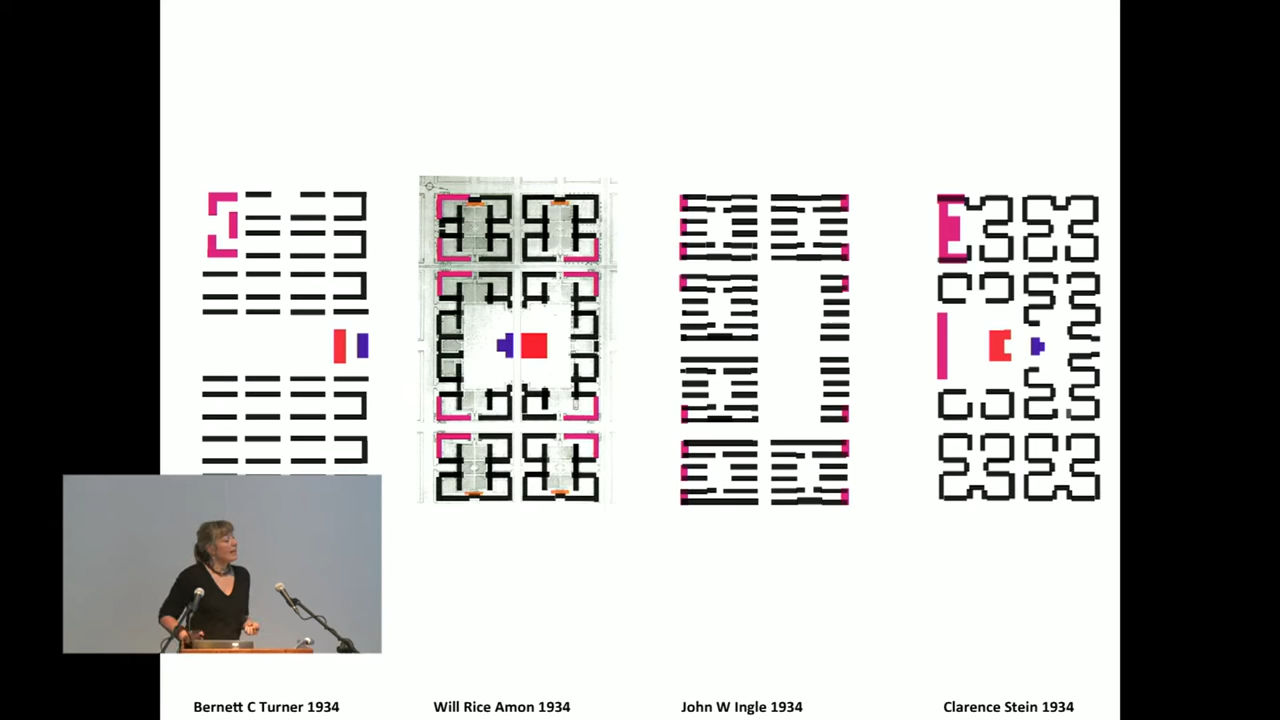 Bernett C Turner 1934
Will Rice Amon 1934
John W Ingle 1934
Clarence Stein 1934